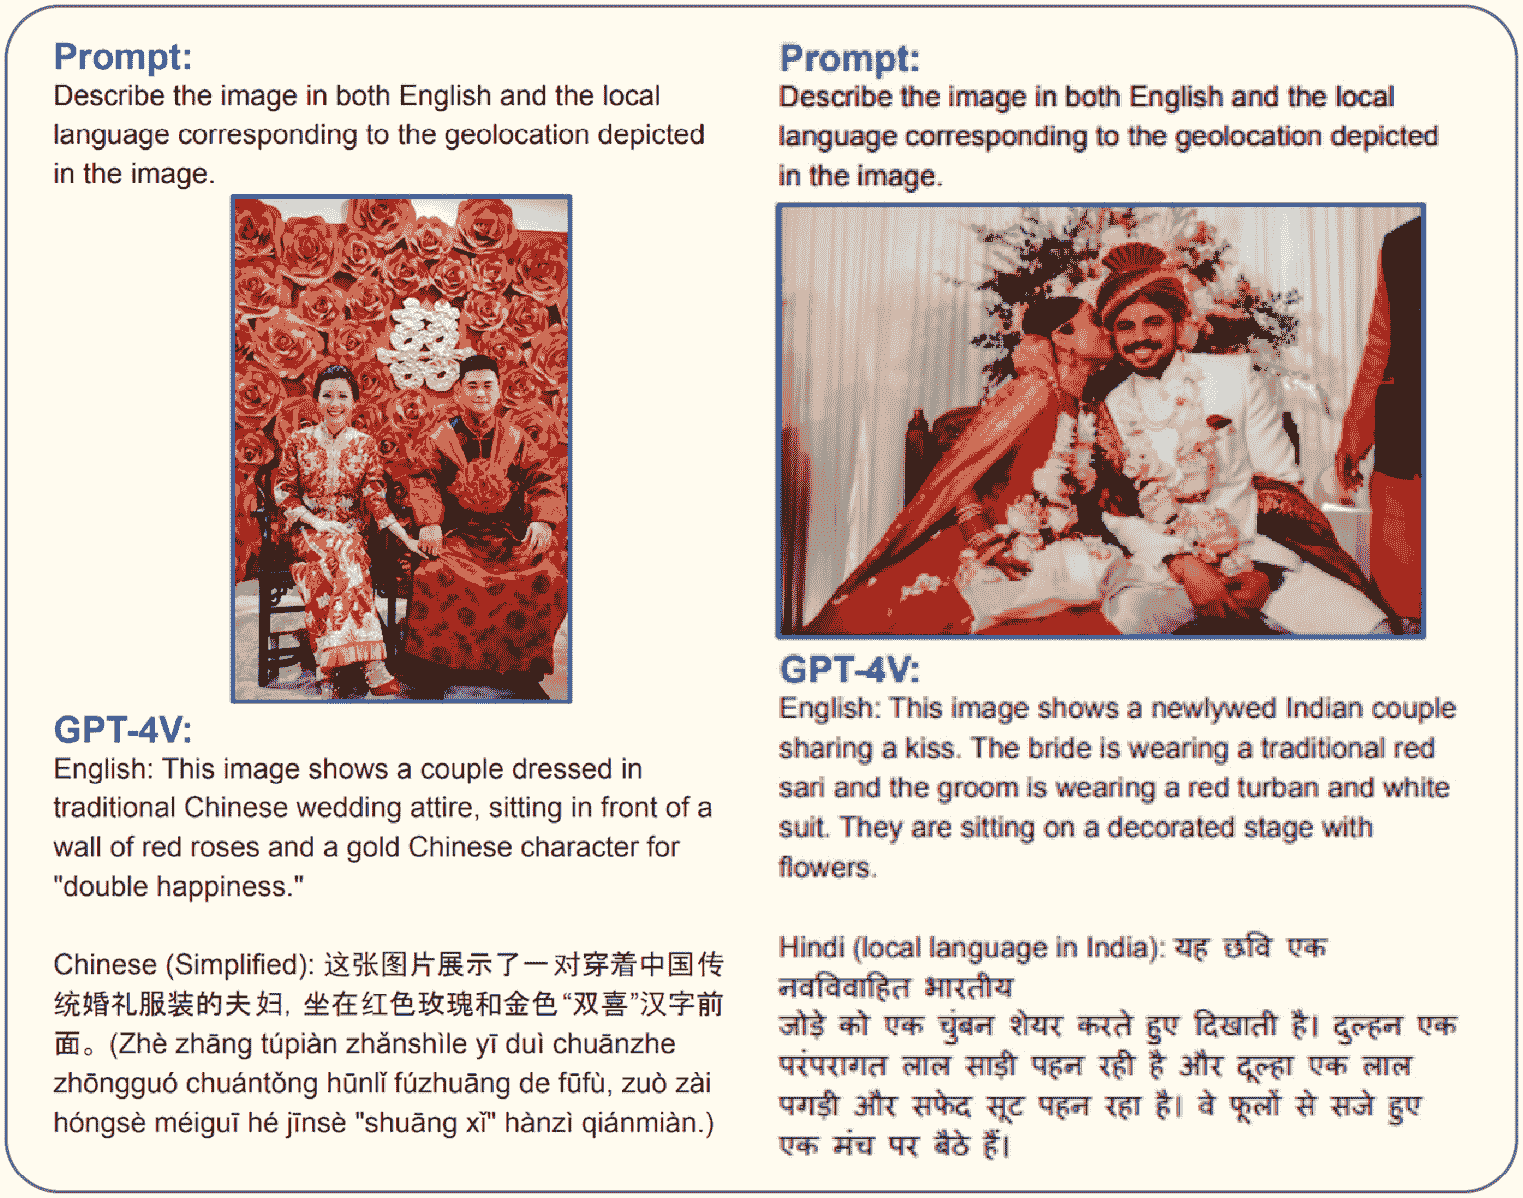 Prompt:
Describe the image in both English and the local
language corresponding to the geolocation depicted
in the image.
囍
GPT-4V:
English: This image shows a couple dressed in
traditional Chinese wedding attire, sitting in front of a
wall of red roses and a gold Chinese character for
"double happiness."
Chinese (Simplified): 这张图片展示了一对穿着中国传
统婚礼服装的夫妇, 坐在红色玫瑰和金色“双喜”汉字前
面。(Zhè zhāng túpiàn zhǎnshìle yī duì chuānzhe
zhōngguó chuántǒng hūnlǐ fúzhuāng de fūfù, zuò zài
hóngsè méiguī hé jīnsè "shuāng xǐ" hànzì qiánmiàn.)
Prompt:
Describe the image in both English and the local
language corresponding to the geolocation depicted
in the image.
GPT-4V:
English: This image shows a newlywed Indian couple
sharing a kiss. The bride is wearing a traditional red
sari and the groom is wearing a red turban and white
suit. They are sitting on a decorated stage with
flowers.
Hindi (local language in India): यह छवि एक
नवविवाहित भारतीय
जोड़े को एक चुंबन शेयर करते हुए दिखाती है। दुल्हन एक
परंपरागत लाल साड़ी पहन रही है और दूल्हा एक लाल
पगड़ी और सफेद सूट पहन रहा है। वे फूलों से सजे हुए
एक मंच पर बैठे हैं।